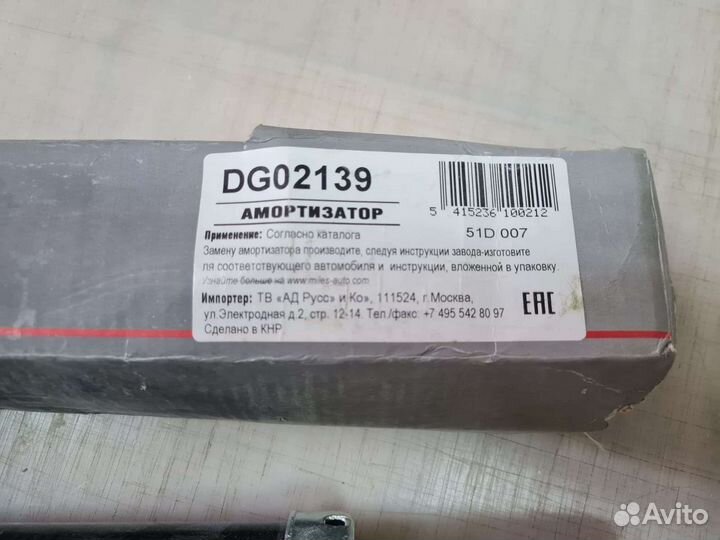 DG02139
АМОРТИЗАТОР
5 415236 100212
51D 007
Применение: Согласно каталога
Замену амортизатора производите, следуя инструкции завода-изготовите
ля соответствующего автомобиля и инструкции, вложенной в упаковку.
Узнайте больше на www.miles-auto.com
Импортер: ТВ «АД Русс» и Ко», 111524, г. Москва,
ул Электродная д.2, стр. 12-14. Тел./факс: +7 495 542 80 97
Сделано в КНР
EAC
Avito